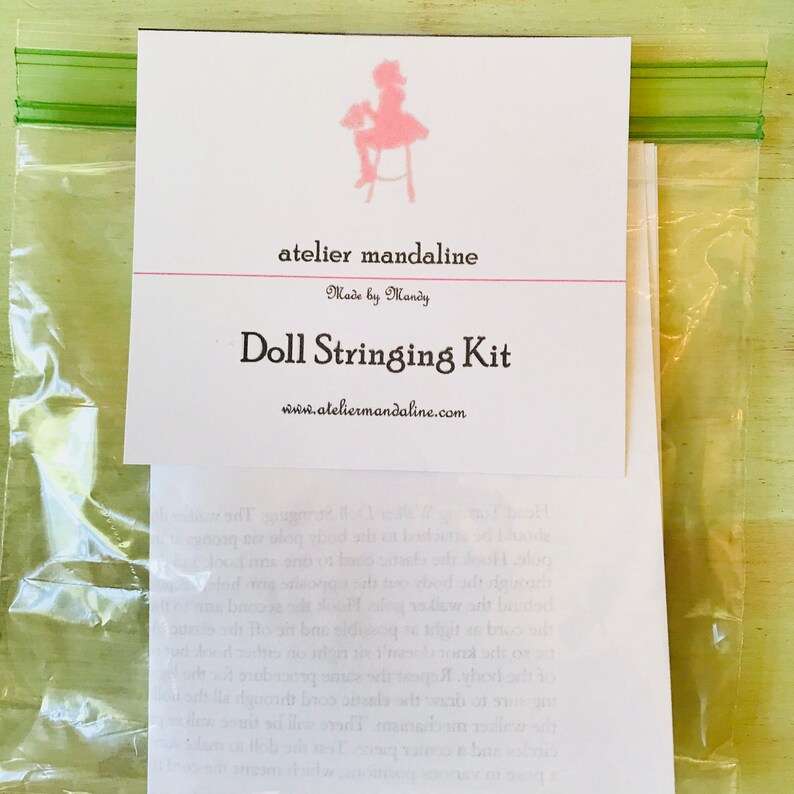 atelier mandaline
Made by Mandy
Doll Stringing Kit
www.ateliermandaline.com
Head Turning Walker Doll Stringing: The walker
should be attached to the body pole via prongs
pole. Hook the elastic cord to one arm hook
through the body out the opposite arm hole
behind the walker pole. Hook the second arm
the cord as tight as possible and tie off the elastic
so the knot doesn't sit right on either hook but
of the body. Repeat the same procedure for the
sure to draw the elastic cord through all the
the walker mechanism. There will be three walker
circles and a center piece. Test the doll to make
a pose in various positions, which means the cord